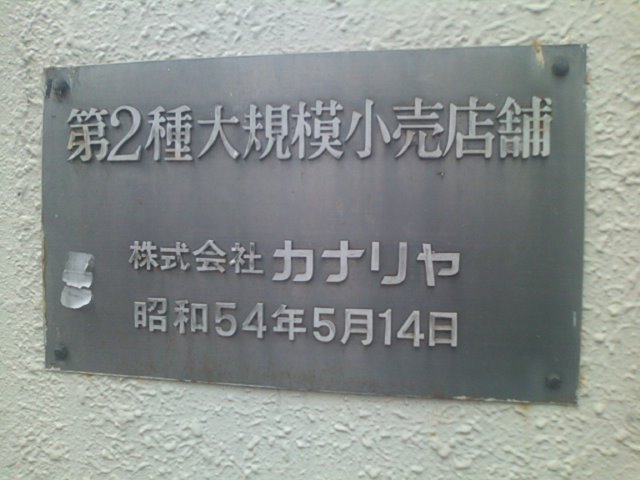 第2種大規模小売店舗
株式会社 カナリヤ
昭和54年5月14日